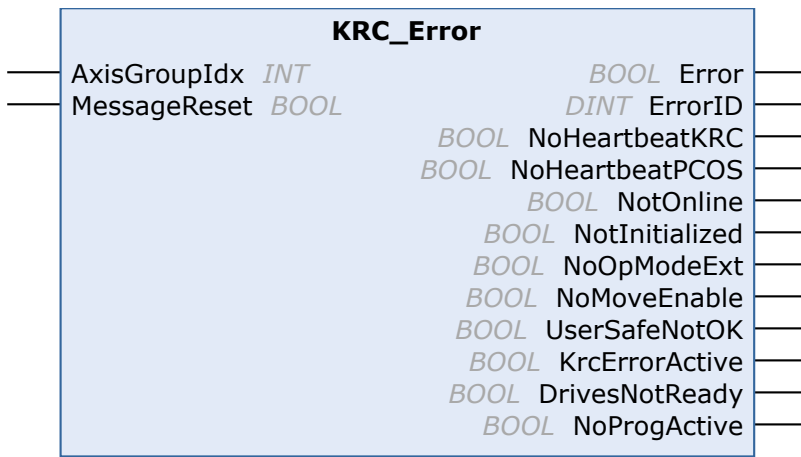 KRC_Error
AxisGroupIdx INT BOOL Error
MessageReset BOOL DINT ErrorID
BOOL NoHeartbeatKRC
BOOL NoHeartbeatPCOS
BOOL NotOnline
BOOL NotInitialized
BOOL NoOpModeExt
BOOL NoMoveEnable
BOOL UserSafeNotOK
BOOL KrcErrorActive
BOOL DrivesNotReady
BOOL NoProgActive